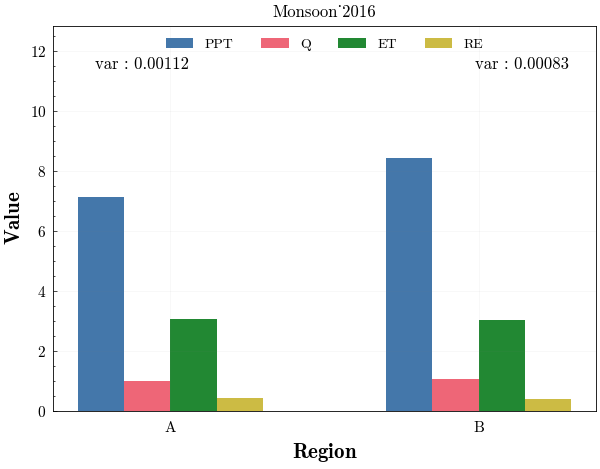 Monsoon˙2016
PPT Q ET RE
var : 0.00112
var : 0.00083
12
10
8
6
4
2
0
Value
A B
Region